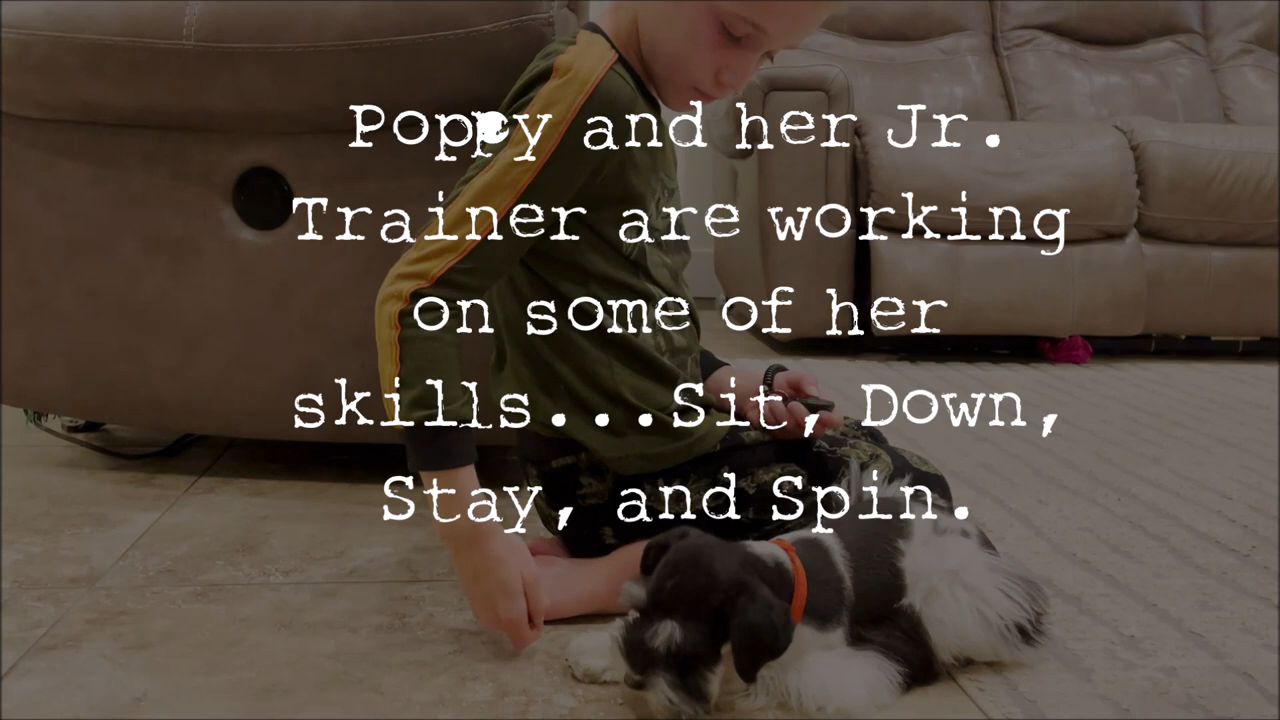 Poppy and her Jr.
Trainer are working
on some of her
skills...Sit, Down,
Stay, and Spin.